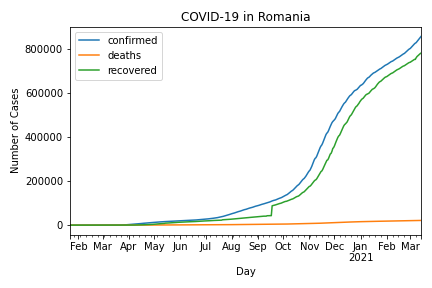 COVID-19 in Romania
confirmed
deaths
recovered
Number of Cases
800000
600000
400000
200000
0
Feb Mar Apr May Jun Jul Aug Sep Oct Nov Dec Jan Feb Mar
2021
Day